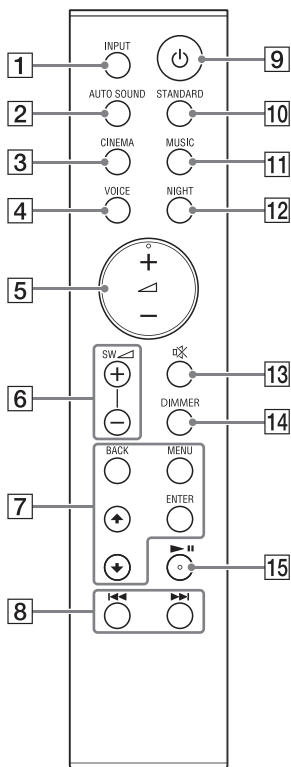 INPUT
1
9
AUTO SOUND STANDARD
2
10
CINEMA MUSIC
3
11
VOICE NIGHT
4
12
+
5
−
SW
+
6
−
13
DIMMER
14
BACK MENU
7
ENTER
15
8